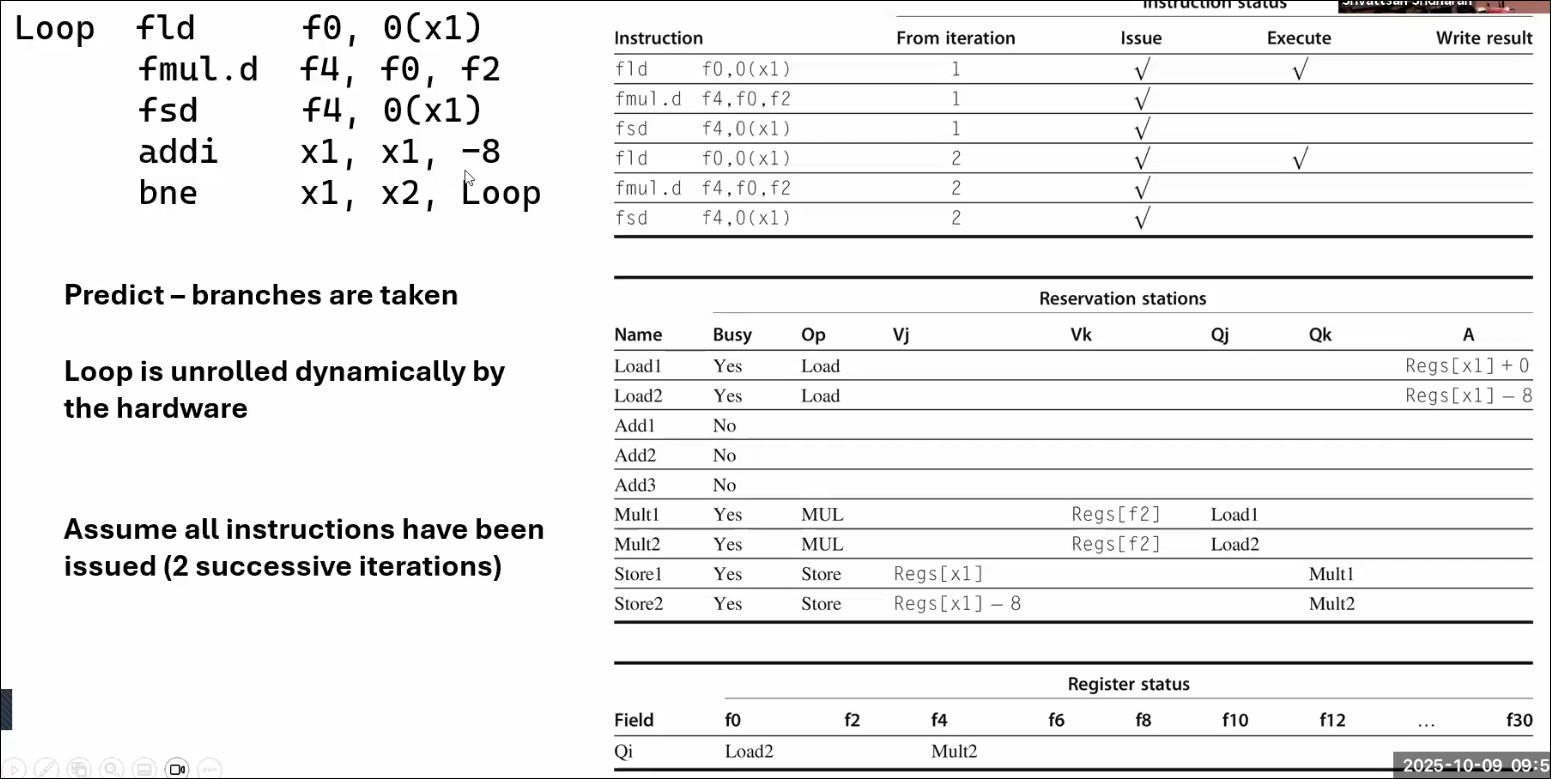 Loop fld f0, 0(x1)
fmul.d f4, f0, f2
fsd f4, 0(x1)
addi x1, x1, -8
bne x1, x2, Loop
Predict – branches are taken
Loop is unrolled dynamically by
the hardware
Assume all instructions have been
issued (2 successive iterations)
Instruction status
Instruction From iteration Issue Execute Write result
fld f0,0(x1) 1 √ √
fmul.d f4,f0,f2 1 √
fsd f4,0(x1) 1 √
fld f0,0(x1) 2 √ √
fmul.d f4,f0,f2 2 √
fsd f4,0(x1) 2 √
Reservation stations
Name Busy Op Vj Vk Qj Qk A
Load1 Yes Load Regs[x1] + 0
Load2 Yes Load Regs[x1] − 8
Add1 No
Add2 No
Add3 No
Mult1 Yes MUL Regs[f2] Load1
Mult2 Yes MUL Regs[f2] Load2
Store1 Yes Store Regs[x1] Mult1
Store2 Yes Store Regs[x1] − 8 Mult2
Register status
Field f0 f2 f4 f6 f8 f10 f12 … f30
Qi Load2 Mult2
2025-10-09 09:5